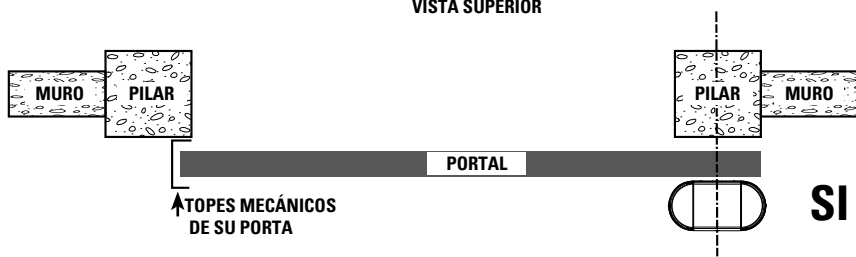 VISTA SUPERIOR
MURO PILAR PILAR MURO
PORTAL
SI
TOPES MECÁNICOS
DE SU PORTA